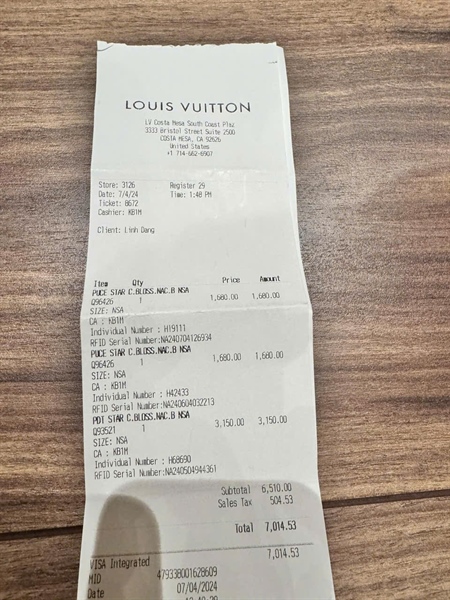 LOUIS VUITTON
LV Costa Mesa South Coast Plaz
3333 Bristol Street Suite 2500
COSTA MESA, CA 92626
United States
+1 714-662-6907
Store: 3126 Register 29
Date: 7/4/24 Time: 1:48 PM
Ticket: 8672
Cashier: KB1M
Client: Linh Dang
Item Qty Price Amount
PUCE STAR C.BLOSS.NAC.B NSA
Q96426 1 1,680.00 1,680.00
SIZE: NSA
CA : KB1M
Individual Number : H19111
RFID Serial Number:NA240704126934
PUCE STAR C.BLOSS.NAC.B NSA
Q96426 1 1,680.00 1,680.00
SIZE: NSA
CA : KB1M
Individual Number : H42433
RFID Serial Number:NA240604032213
PDT STAR C.BLOSS.NAC.B NSA
Q93521 1 3,150.00 3,150.00
SIZE: NSA
CA : KB1M
Individual Number : H68690
RFID Serial Number:NA240504944361
Subtotal 6,510.00
Sales Tax 504.53
Total 7,014.53
VISA Integrated 7,014.53
MID 479338001628609
Date 07/04/2024